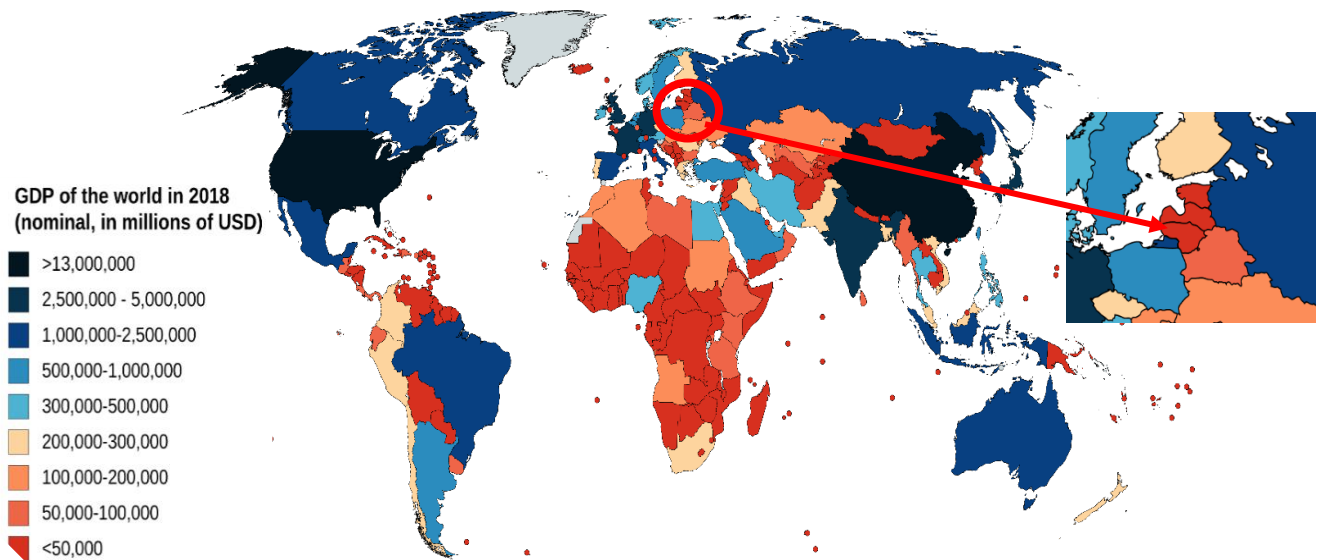 GDP of the world in 2018
(nominal, in millions of USD)
>13,000,000
2,500,000 - 5,000,000
1,000,000-2,500,000
500,000-1,000,000
300,000-500,000
200,000-300,000
100,000-200,000
50,000-100,000
<50,000